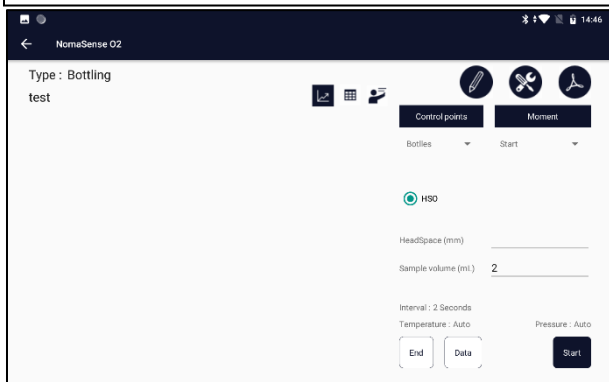 14:46
NomaSense O2
Type : Bottling
test
Control points
Moment
Botlles
Start
HSO
HeadSpace (mm)
Sample volume (mL)
2
Interval : 2 Seconds
Temperature : Auto
Pressure : Auto
End
Data
Start